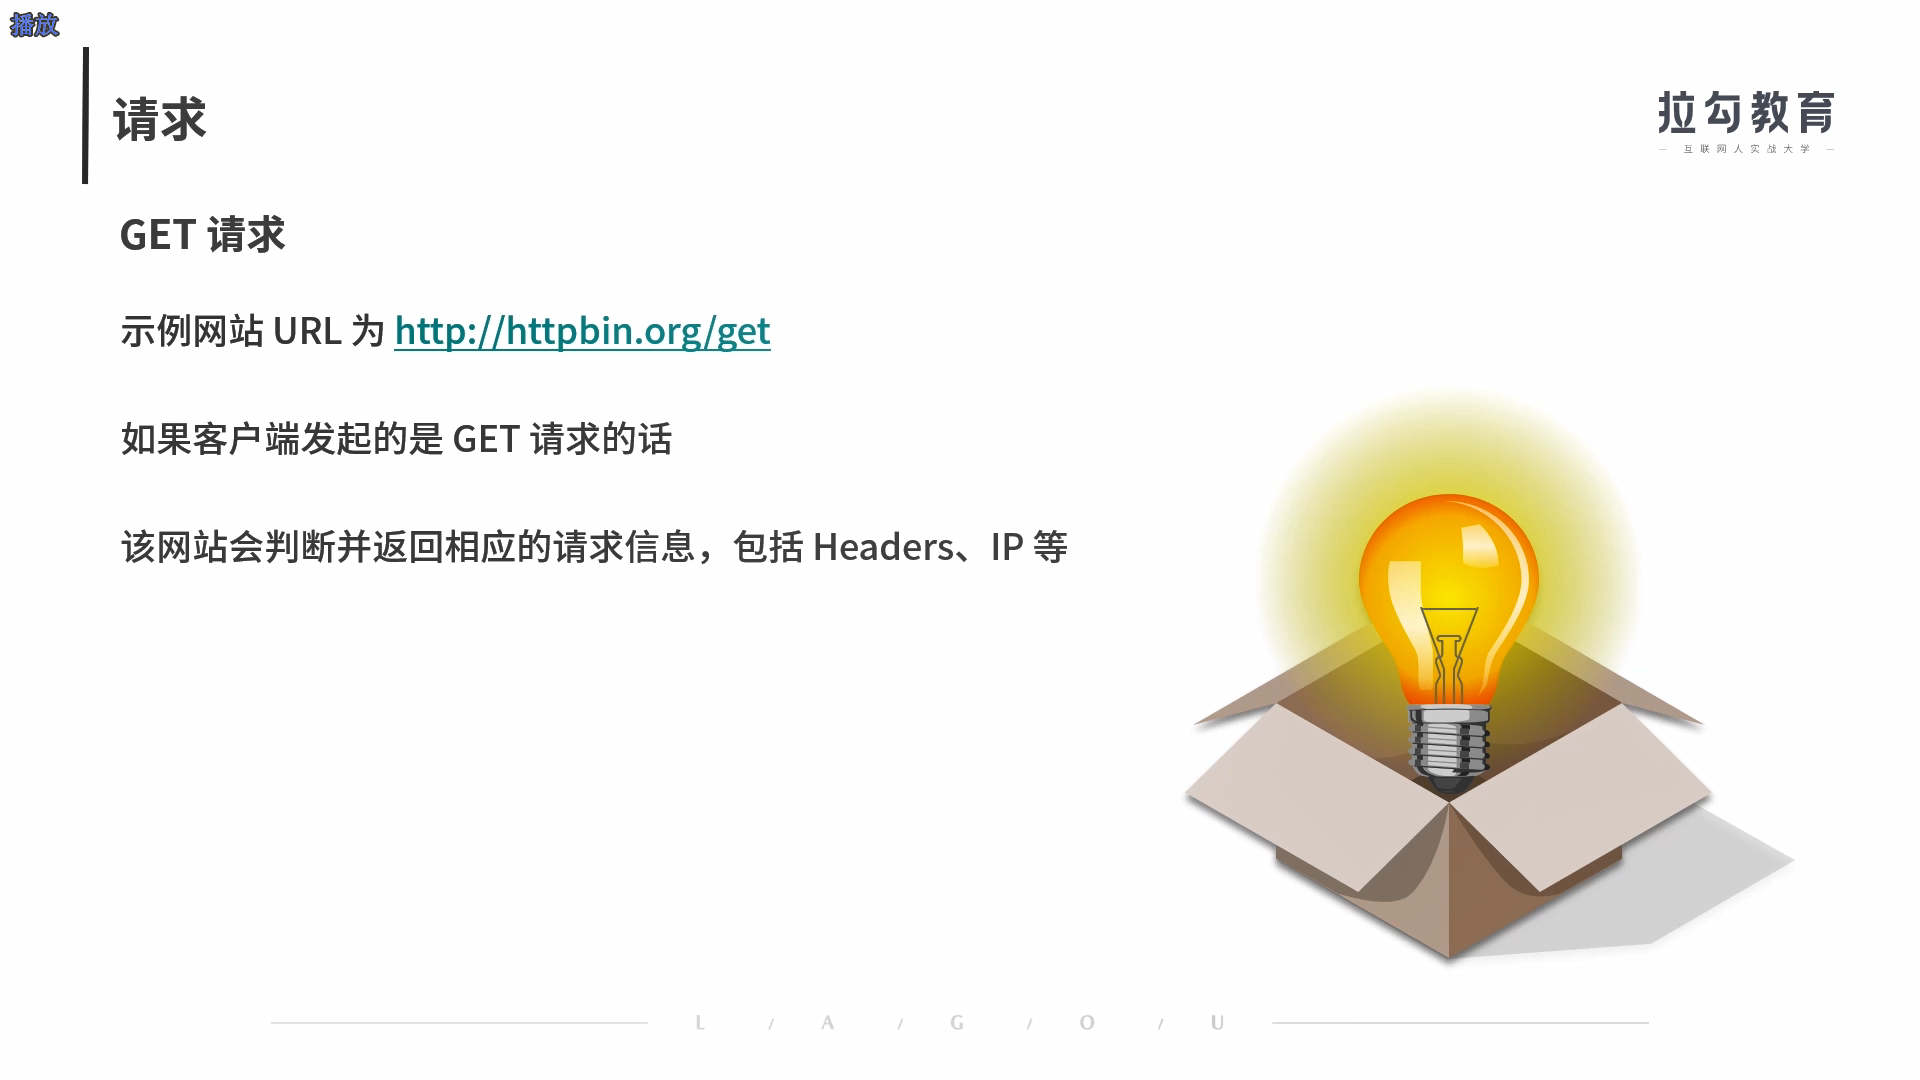 播放
请求
拉勾教育
— 互联网人实战大学 —
GET 请求
示例网站 URL 为 http://httpbin.org/get
如果客户端发起的是 GET 请求的话
该网站会判断并返回相应的请求信息，包括 Headers、IP 等
L / A / G / O / U